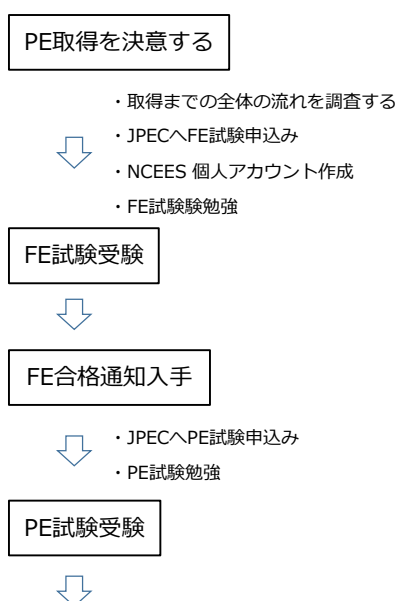 PE取得を決意する
・取得までの全体の流れを調査する
・JPECへFE試験申込み
・NCEES 個人アカウント作成
・FE試験験勉強
FE試験受験
FE合格通知入手
・JPECへPE試験申込み
・PE試験勉強
PE試験受験